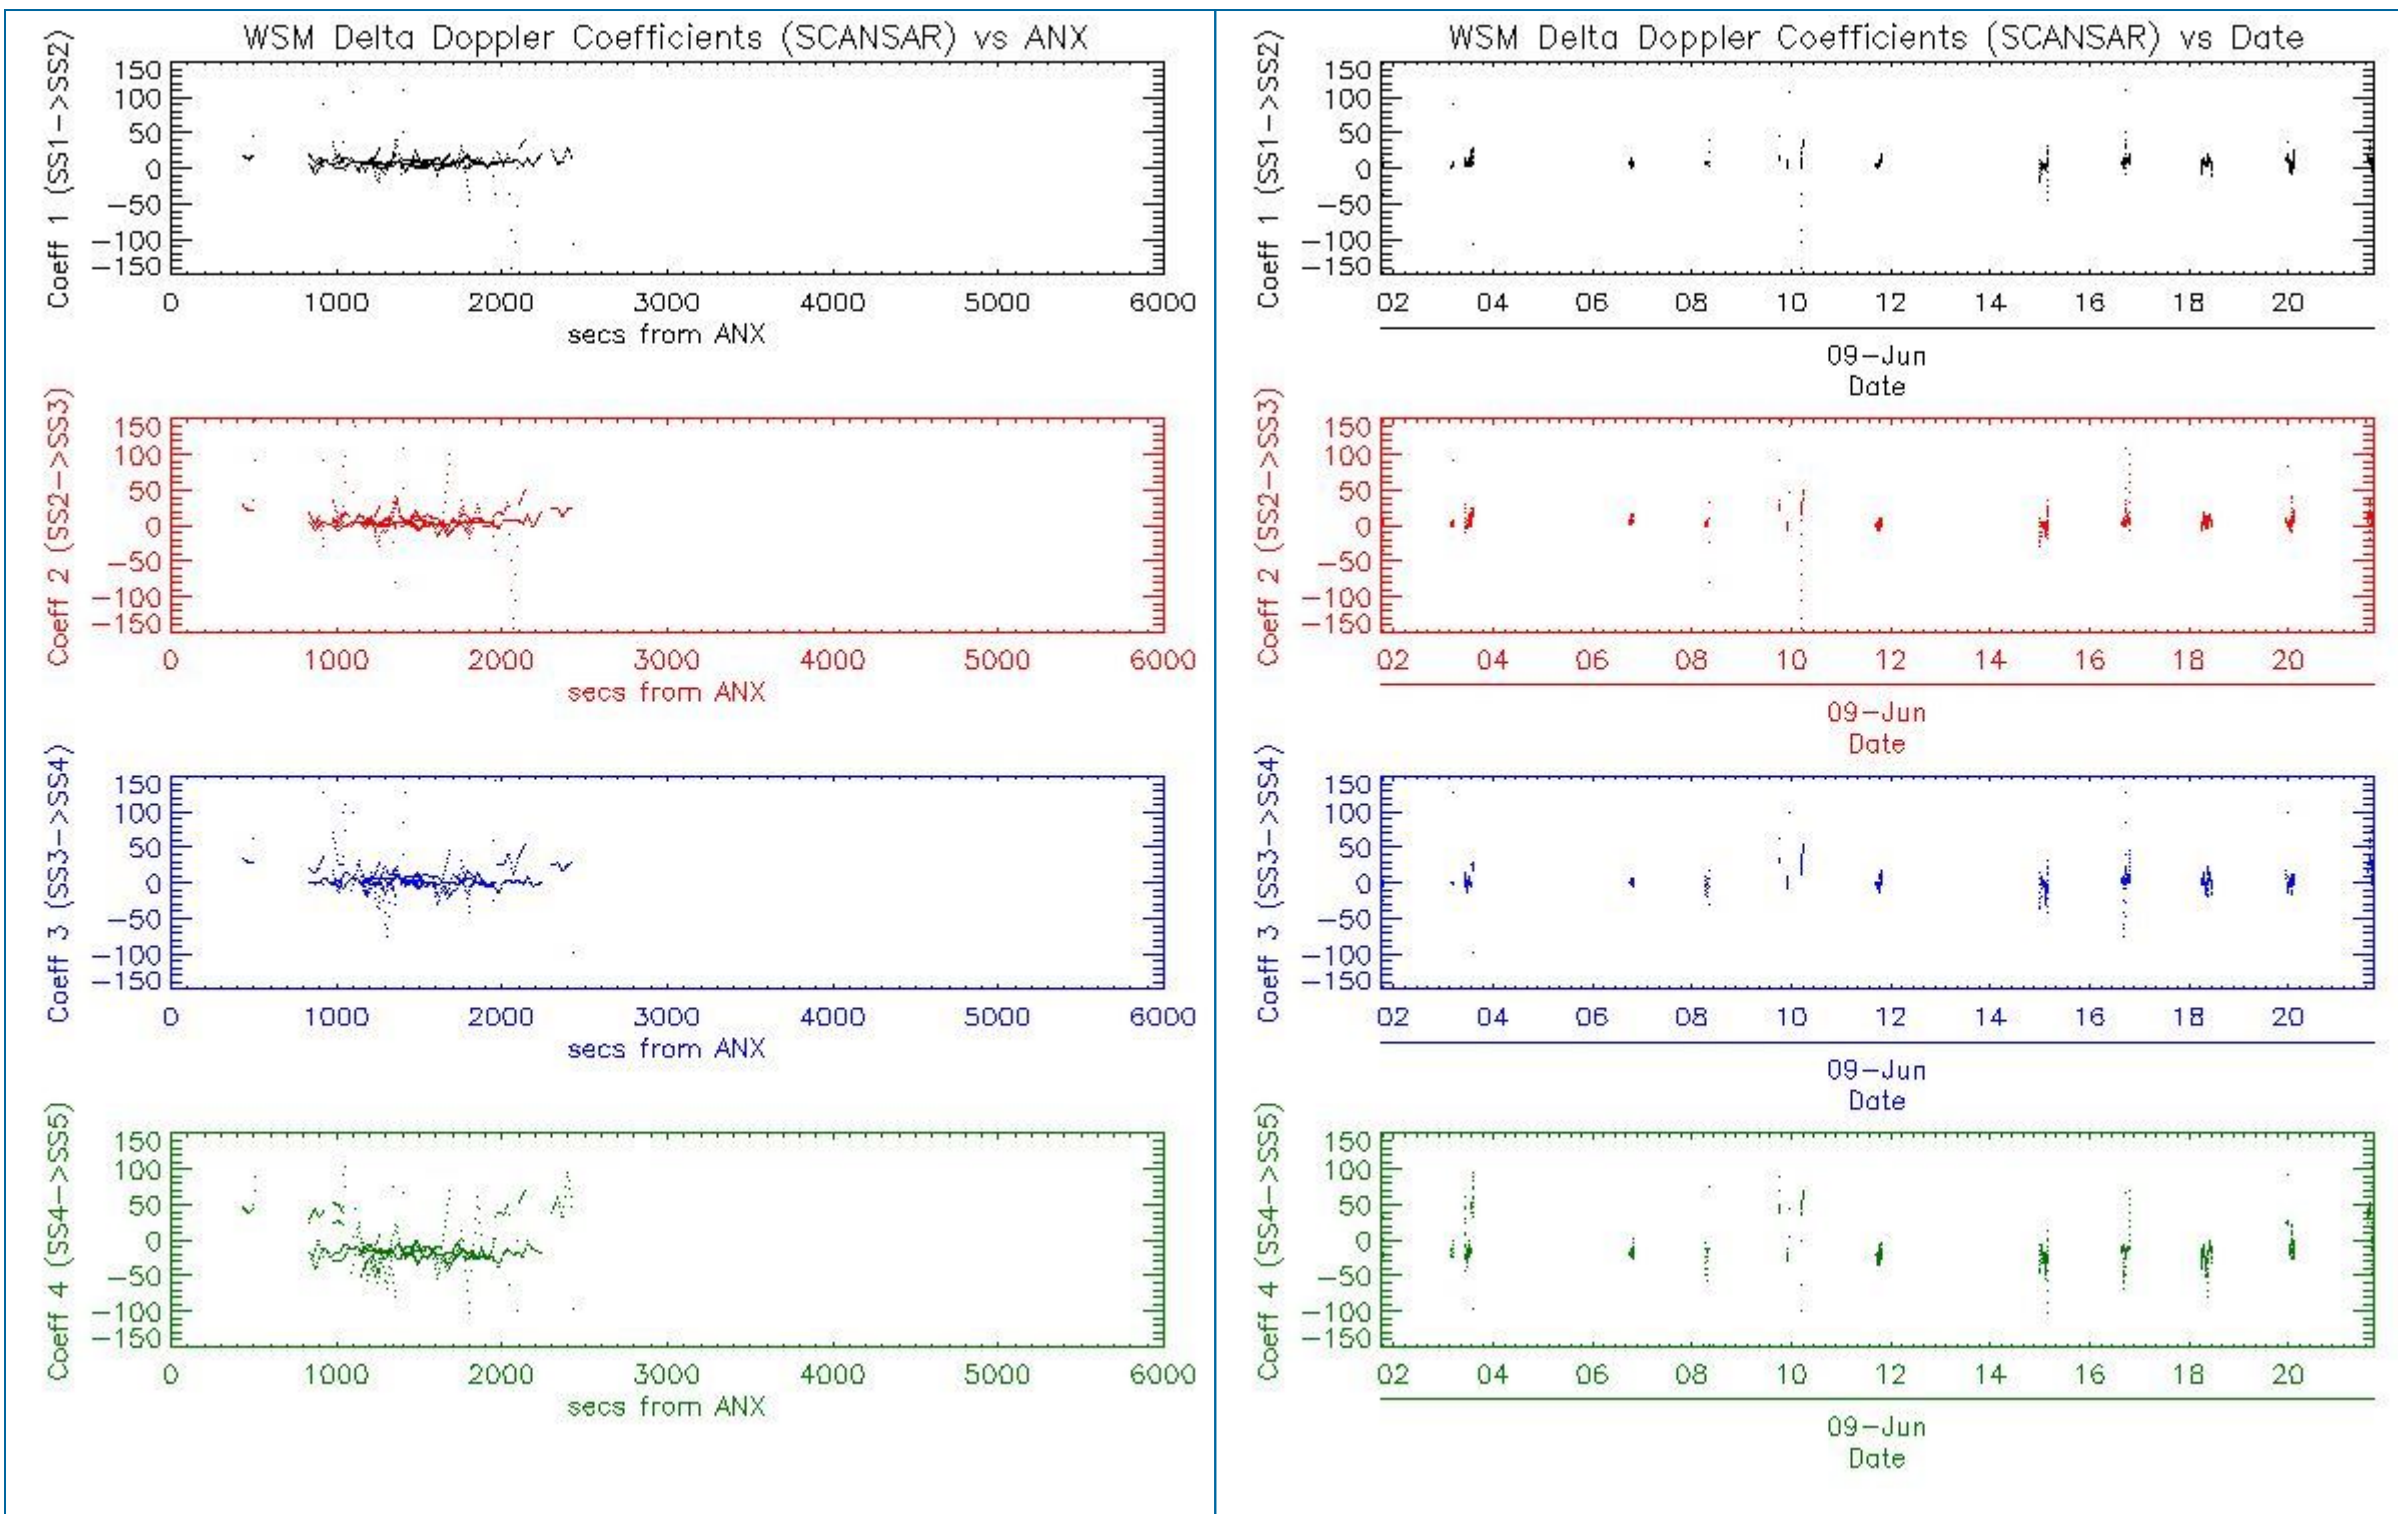 WSM Delta Doppler Coefficients (SCANSAR) vs ANX
Coeff 1 (SS1->SS2)
150
100
50
0
-50
-100
-150
0 1000 2000 3000 4000 5000 6000
secs from ANX
Coeff 2 (SS2->SS3)
150
100
50
0
-50
-100
-150
0 1000 2000 3000 4000 5000 6000
secs from ANX
Coeff 3 (SS3->SS4)
150
100
50
0
-50
-100
-150
0 1000 2000 3000 4000 5000 6000
secs from ANX
Coeff 4 (SS4->SS5)
150
100
50
0
-50
-100
-150
0 1000 2000 3000 4000 5000 6000
secs from ANX
WSM Delta Doppler Coefficients (SCANSAR) vs Date
Coeff 1 (SS1->SS2)
150
100
50
0
-50
-100
-150
02 04 06 08 10 12 14 16 18 20
09-Jun
Date
Coeff 2 (SS2->SS3)
150
100
50
0
-50
-100
-150
02 04 06 08 10 12 14 16 18 20
09-Jun
Date
Coeff 3 (SS3->SS4)
150
100
50
0
-50
-100
-150
02 04 06 08 10 12 14 16 18 20
09-Jun
Date
Coeff 4 (SS4->SS5)
150
100
50
0
-50
-100
-150
02 04 06 08 10 12 14 16 18 20
09-Jun
Date